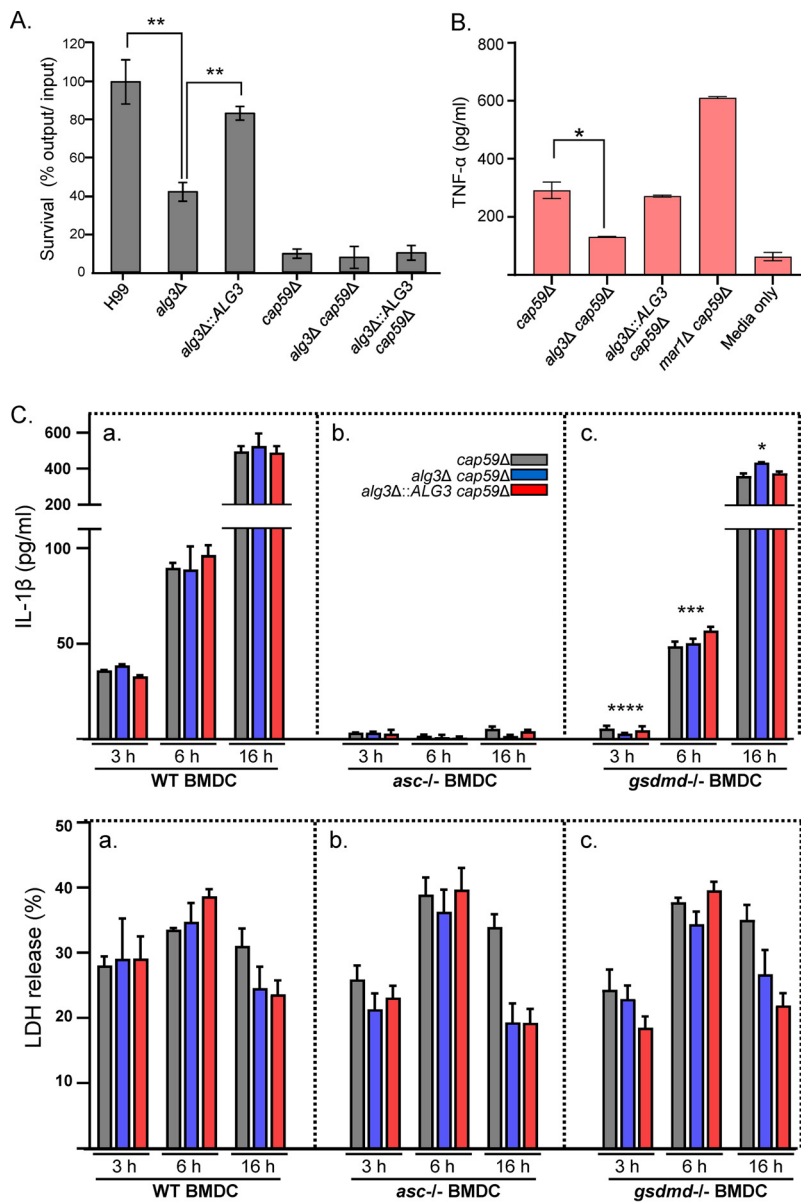 A.
** 
**
Survival (% output/ input)
120
100
80
60
40
20
0
H99
alg3Δ
alg3Δ::ALG3
cap59Δ
alg3Δ cap59Δ
alg3Δ::ALG3
cap59Δ
B.
*
TNF-α (pg/ml)
900
600
300
200
0
cap59Δ
alg3Δ cap59Δ
alg3Δ::ALG3
cap59Δ
mar1Δ cap59Δ
Media only
C.
a.
b.
c.
IL-1β (pg/ml)
600
500
400
200
100
50
cap59Δ
alg3Δ cap59Δ
alg3Δ::ALG3 cap59Δ
****
***
*
3 h 6 h 16 h
WT BMDC
3 h 6 h 16 h
asc-/- BMDC
3 h 6 h 16 h
gsdmd-/- BMDC
a.
b.
c.
LDH release (%)
50
40
30
20
10
3 h 6 h 16 h
WT BMDC
3 h 6 h 16 h
asc-/- BMDC
3 h 6 h 16 h
gsdmd-/- BMDC